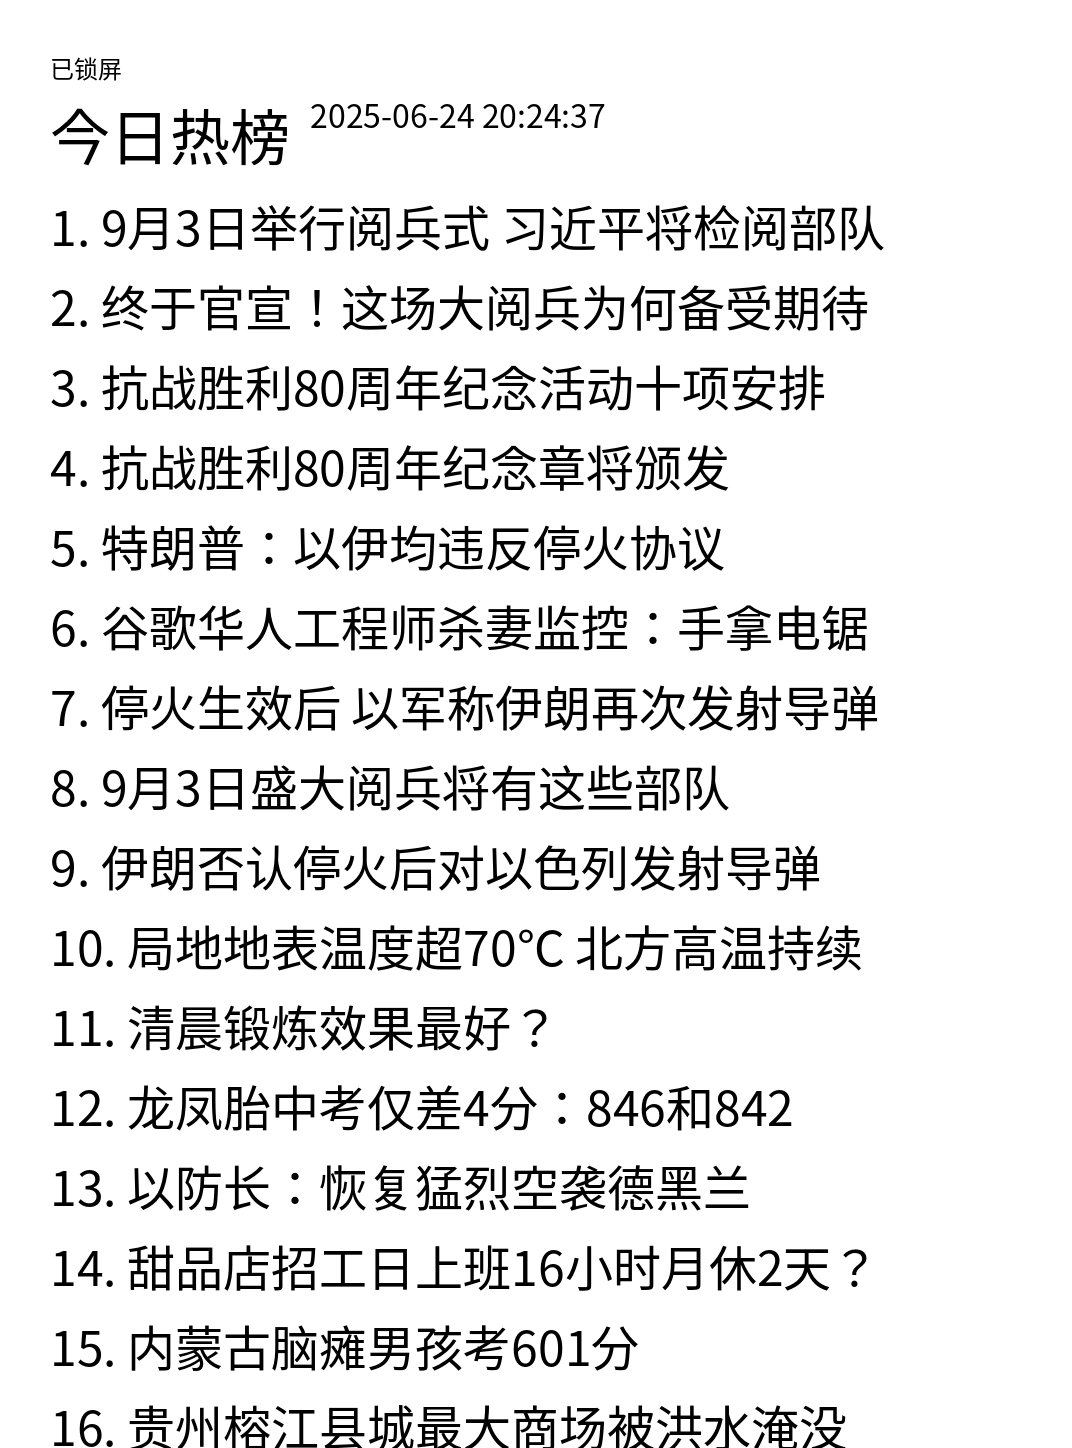 已锁屏
今日热榜 2025-06-24 20:24:37
1. 9月3日举行阅兵式 习近平将检阅部队
2. 终于官宣！这场大阅兵为何备受期待
3. 抗战胜利80周年纪念活动十项安排
4. 抗战胜利80周年纪念章将颁发
5. 特朗普：以伊均违反停火协议
6. 谷歌华人工程师杀妻监控：手拿电锯
7. 停火生效后 以军称伊朗再次发射导弹
8. 9月3日盛大阅兵将有这些部队
9. 伊朗否认停火后对以色列发射导弹
10. 局地地表温度超70℃ 北方高温持续
11. 清晨锻炼效果最好？
12. 龙凤胎中考仅差4分：846和842
13. 以防长：恢复猛烈空袭德黑兰
14. 甜品店招工日上班16小时月休2天？
15. 内蒙古脑瘫男孩考601分
16. 贵州榕江县城最大商场被洪水淹没